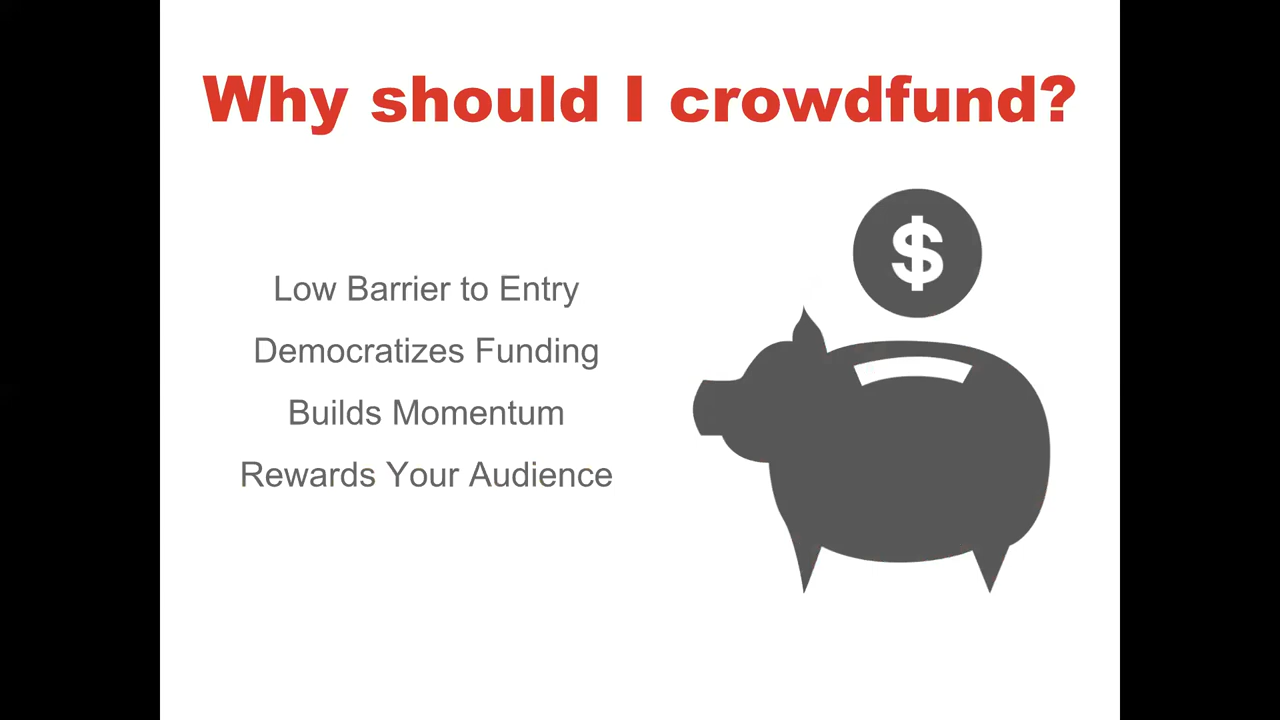 Why should I crowdfund?
$
Low Barrier to Entry
Democratizes Funding
Builds Momentum
Rewards Your Audience